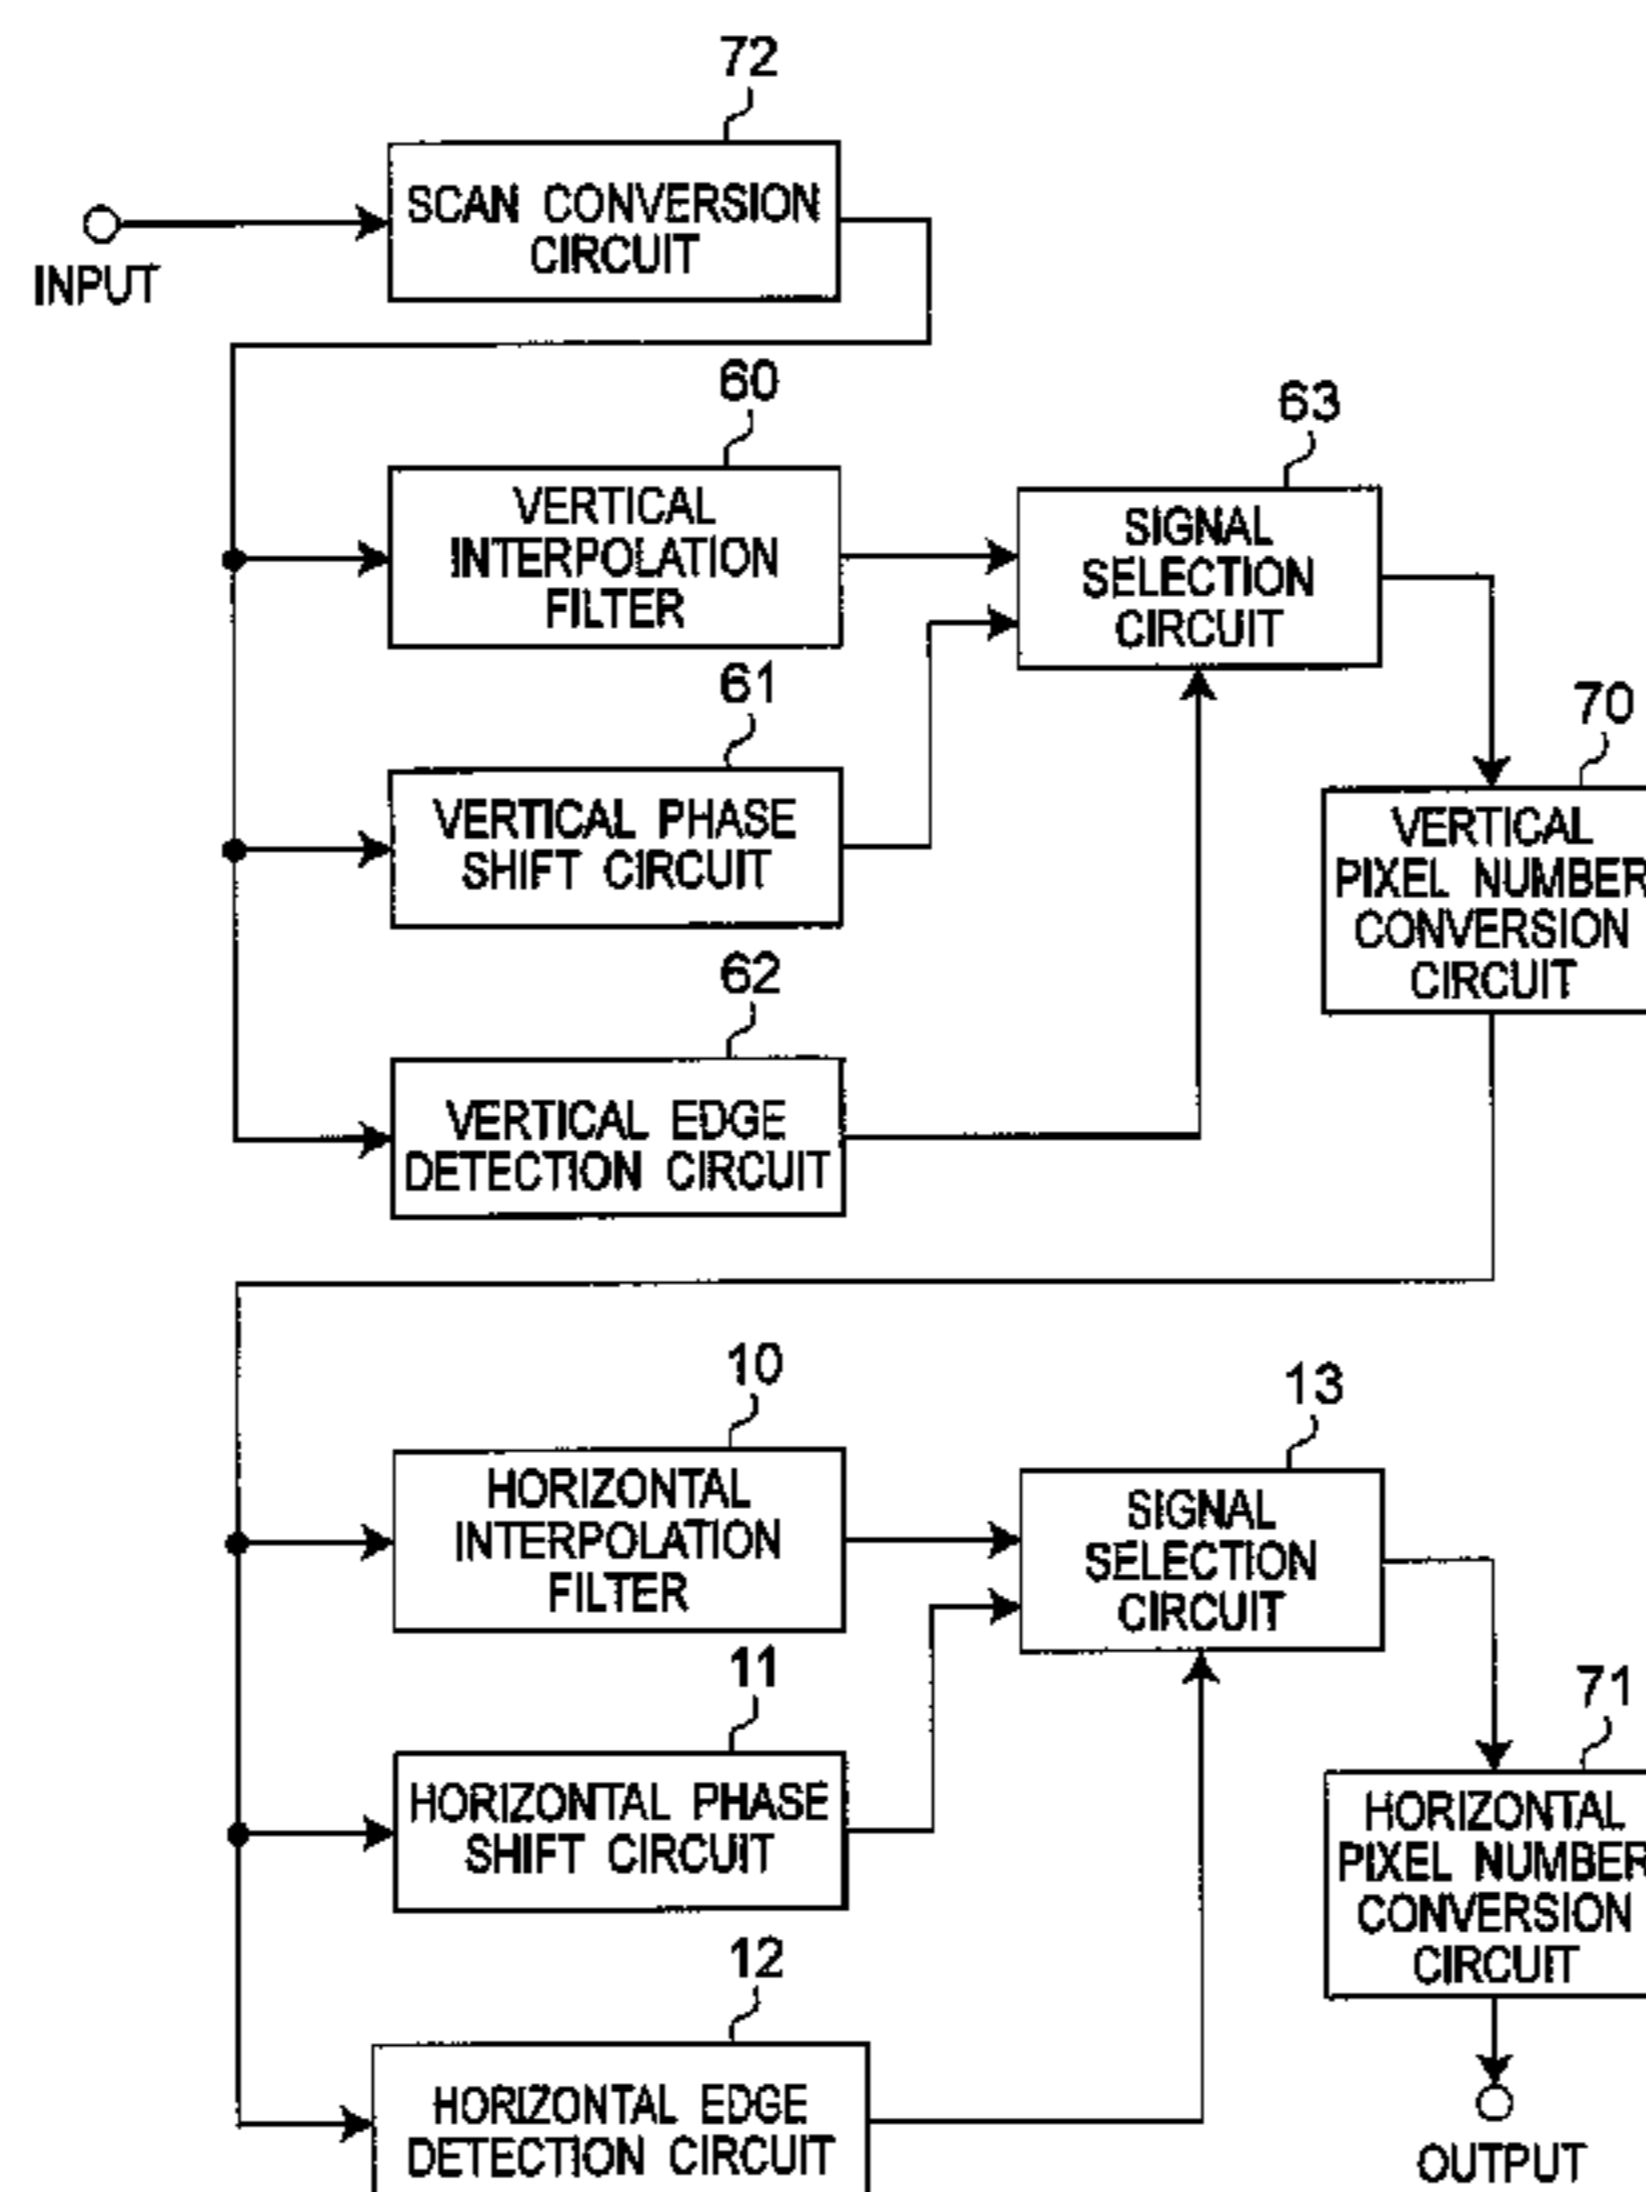 72
SCAN CONVERSION
CIRCUIT
INPUT
60
VERTICAL
INTERPOLATION
FILTER
63
SIGNAL
SELECTION
CIRCUIT
61
VERTICAL PHASE
SHIFT CIRCUIT
70
VERTICAL
PIXEL NUMBER
CONVERSION
CIRCUIT
62
VERTICAL EDGE
DETECTION CIRCUIT
10
HORIZONTAL
INTERPOLATION
FILTER
13
SIGNAL
SELECTION
CIRCUIT
11
HORIZONTAL PHASE
SHIFT CIRCUIT
71
HORIZONTAL
PIXEL NUMBER
CONVERSION
CIRCUIT
12
HORIZONTAL EDGE
DETECTION CIRCUIT
OUTPUT